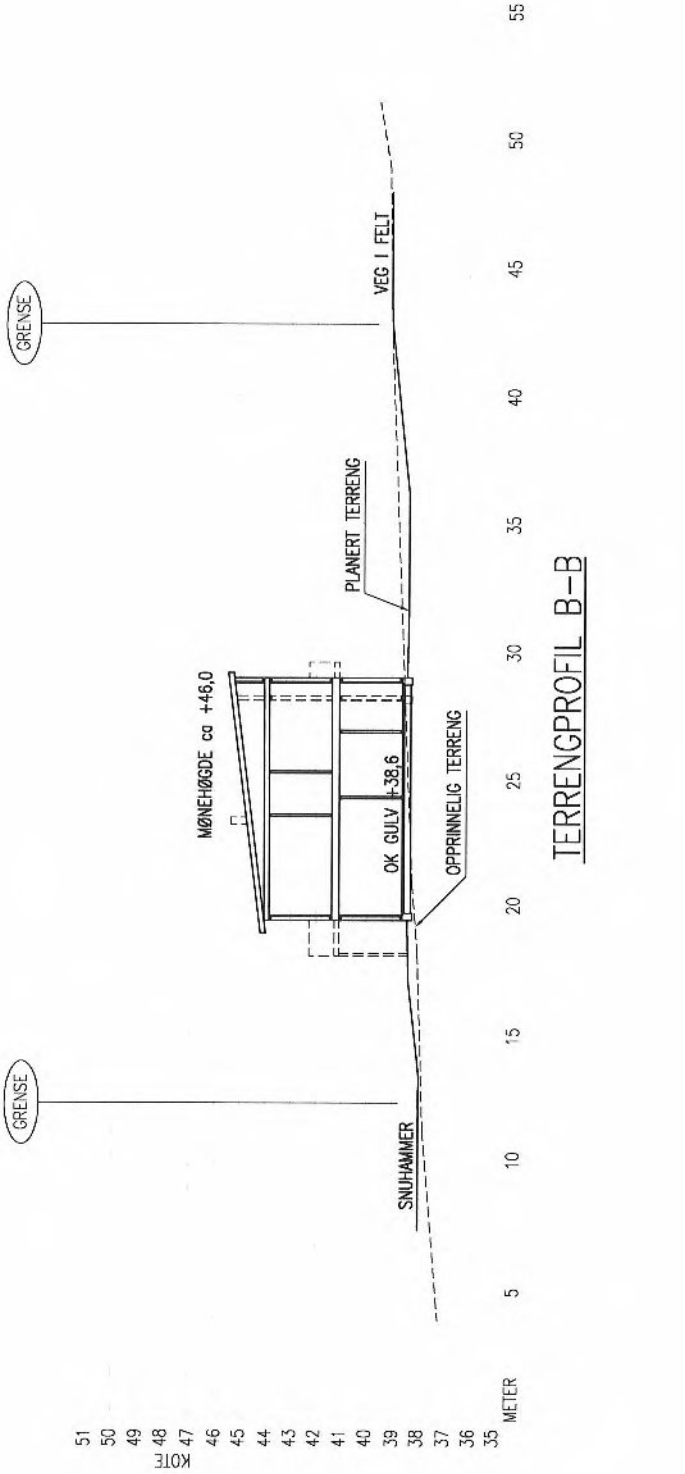 GRENSE
GRENSE
51
50
49
48
47
46
45
44
43
42
41
40
39
38
37
36
35
KOTE
MØNEHØGDE ca +46,0
OK GULV +38,6
PLANERT TERRENG
VEG I FELT
SNUHAMMER
OPPRINNELIG TERRENG
METER 5 10 15 20 25 30 35 40 45 50 55
TERRENGPROFIL B-B